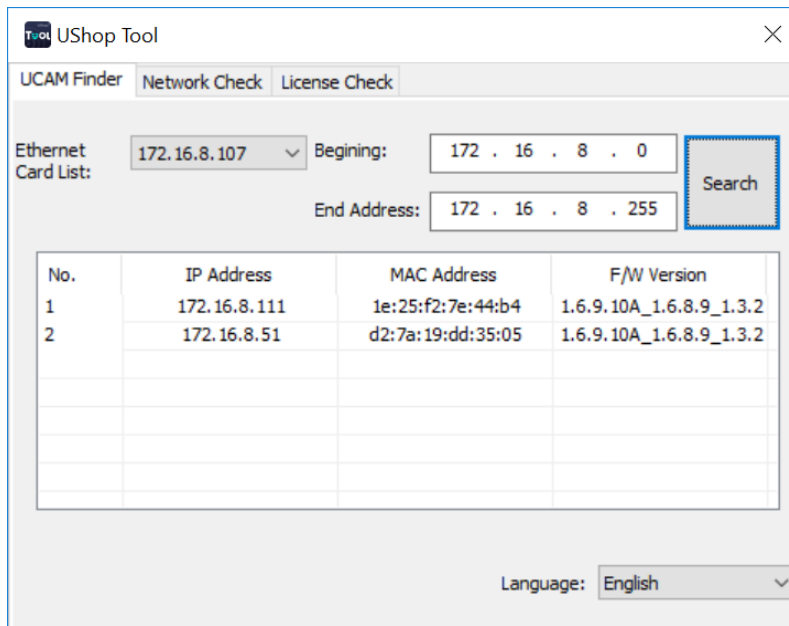 TOOL UShop Tool
UCAM Finder Network Check License Check
Ethernet Card List: 172.16.8.107 Begining: 172 . 16 . 8 . 0
Search
End Address: 172 . 16 . 8 . 255
No. IP Address MAC Address F/W Version
1 172.16.8.111 1e:25:f2:7e:44:b4 1.6.9.10A_1.6.8.9_1.3.2
2 172.16.8.51 d2:7a:19:dd:35:05 1.6.9.10A_1.6.8.9_1.3.2
Language: English